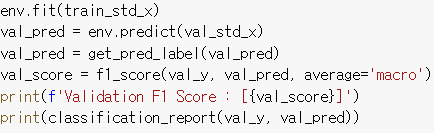 env.fit(train_std_x)
val_pred = env.predict(val_std_x)
val_pred = get_pred_label(val_pred)
val_score = f1_score(val_y, val_pred, average='macro')
print(f'Validation F1 Score : [{val_score}]')
print(classification_report(val_y, val_pred))